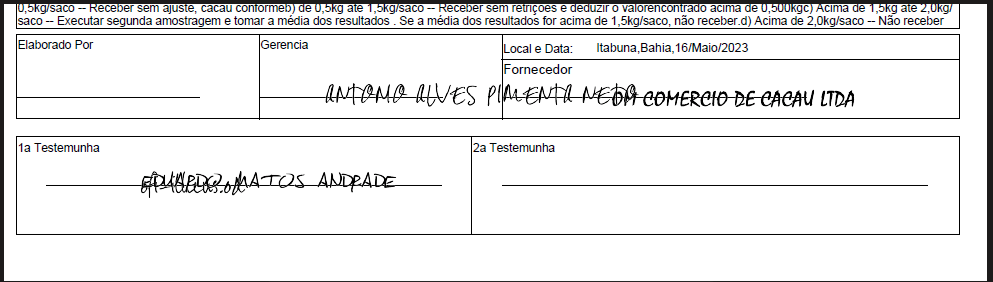 0,5kg/saco -- Receber sem ajuste, cacau conformeb) de 0,5kg até 1,5kg/saco -- Receber sem retrições e deduzir o valorencontrado acima de 0,500kgc) Acima de 1,5kg até 2,0kg/
saco -- Executar segunda amostragem e tomar a média dos resultados . Se a média dos resultados for acima de 1,5kg/saco, não receber.d) Acima de 2,0kg/saco -- Não receber
Elaborado Por
Gerencia
Local e Data: Itabuna,Bahia,16/Maio/2023
Fornecedor
ANTONIO ALVES PIMENTA NETO
COMERCIO DE CACAU LTDA
1a Testemunha
2a Testemunha
EDUARDO MATOS ANDRADE